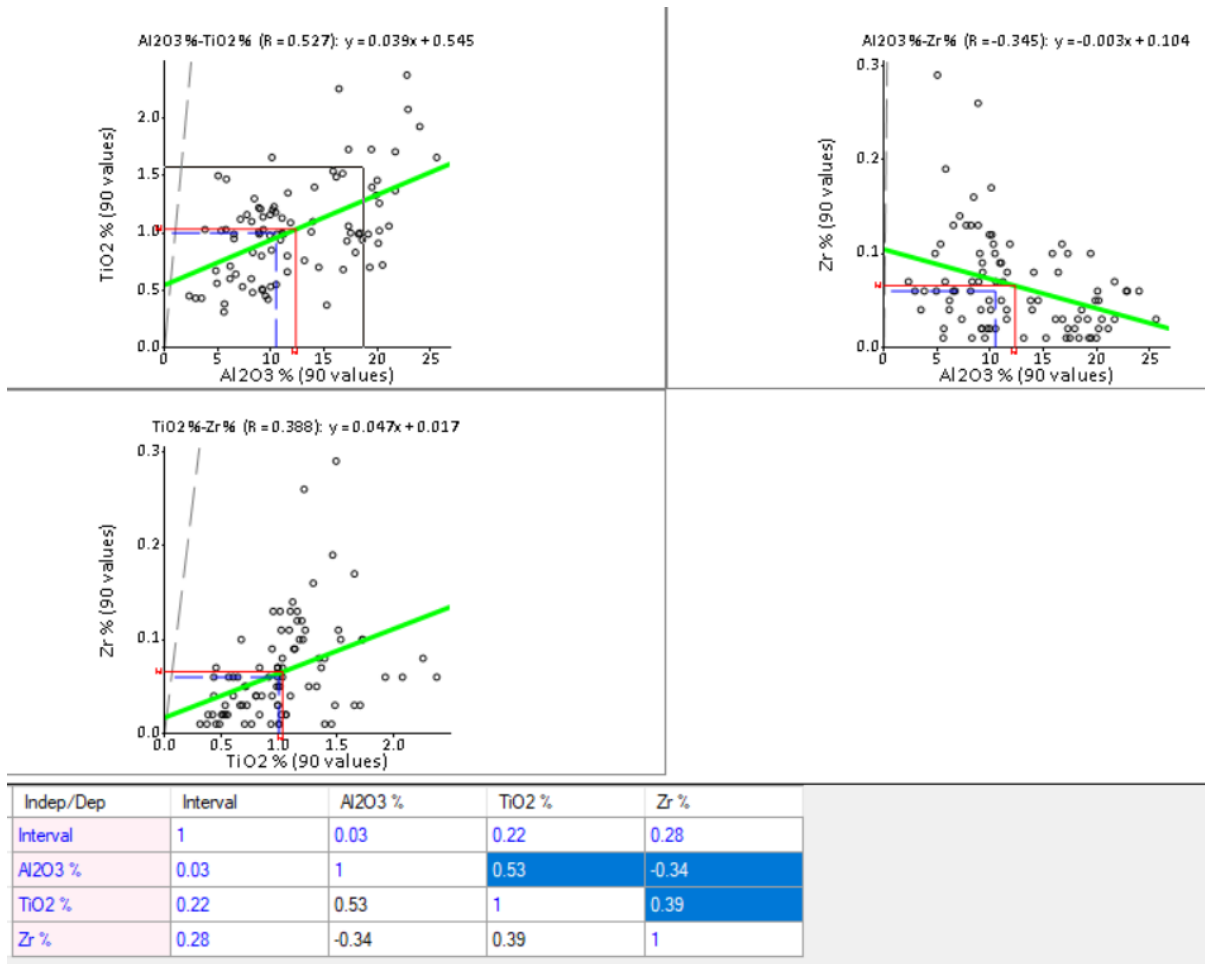 Al2O3 %-TiO2 % (R = 0.527): y = 0.039x + 0.545
TiO2 % (90 values)
2.0
1.5
1.0
0.5
0.0
0 5 10 15 20 25
Al2O3 % (90 values)
Al2O3 %-Zr % (R = -0.345): y = -0.003x + 0.104
Zr % (90 values)
0.3
0.2
0.1
0.0
0 5 10 15 20 25
Al2O3 % (90 values)
TiO2 %-Zr % (R = 0.388): y = 0.047x + 0.017
Zr % (90 values)
0.3
0.2
0.1
0.0
0.0 0.5 1.0 1.5 2.0
TiO2 % (90 values)
Indep/Dep Interval Al2O3 % TiO2 % Zr %
Interval 1 0.03 0.22 0.28
Al2O3 % 0.03 1 0.53 -0.34
TiO2 % 0.22 0.53 1 0.39
Zr % 0.28 -0.34 0.39 1